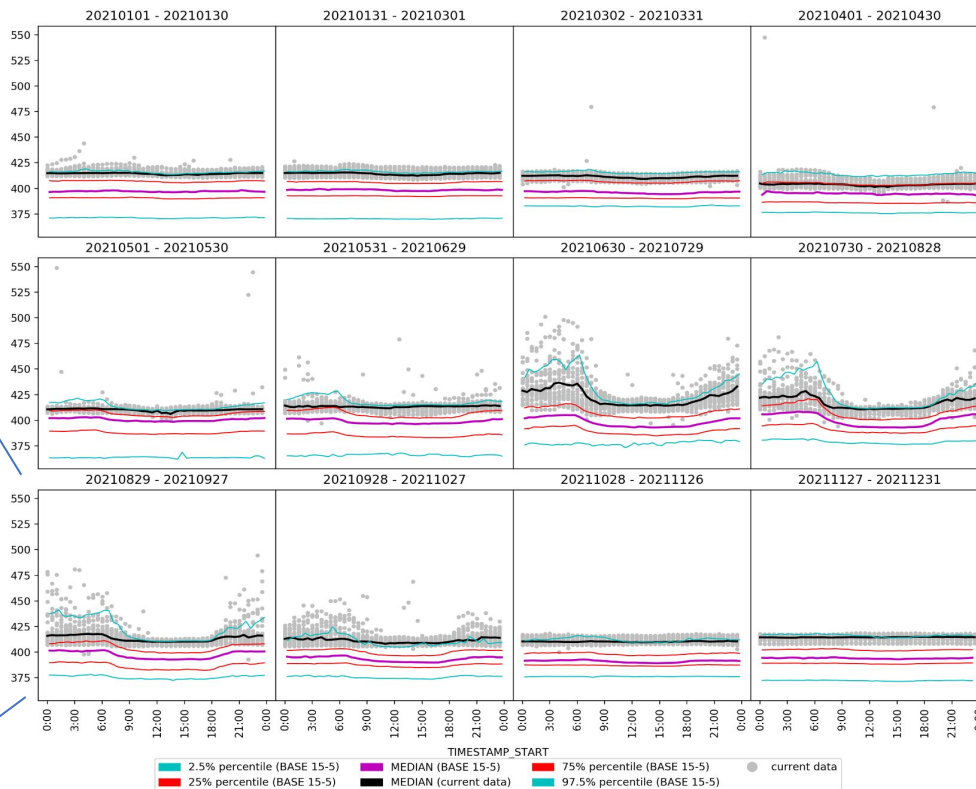 20210101 - 20210130
20210131 - 20210301
20210302 - 20210331
20210401 - 20210430
550
525
500
475
450
425
400
375
20210501 - 20210530
20210531 - 20210629
20210630 - 20210729
20210730 - 20210828
550
525
500
475
450
425
400
375
20210829 - 20210927
20210928 - 20211027
20211028 - 20211126
20211127 - 20211231
550
525
500
475
450
425
400
375
0:00 3:00 6:00 9:00 12:00 15:00 18:00 21:00 0:00 3:00 6:00 9:00 12:00 15:00 18:00 21:00 0:00 3:00 6:00 9:00 12:00 15:00 18:00 21:00 0:00 3:00 6:00 9:00 12:00 15:00 18:00 21:00
TIMESTAMP_START
2.5% percentile (BASE 15-5) MEDIAN (BASE 15-5) 75% percentile (BASE 15-5) current data
25% percentile (BASE 15-5) MEDIAN (current data) 97.5% percentile (BASE 15-5)